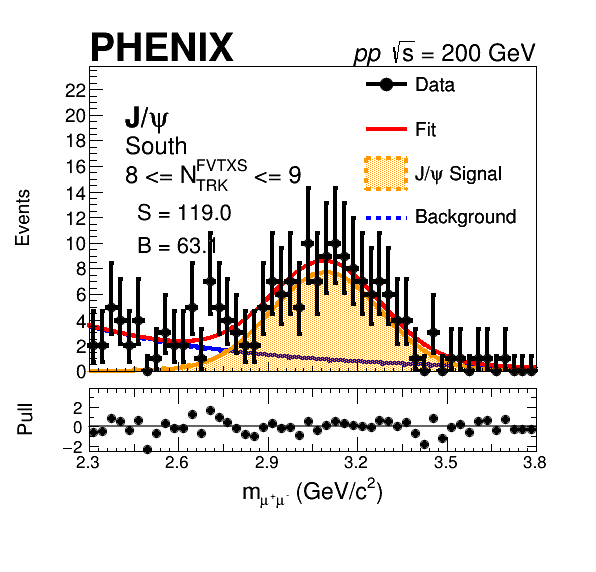 PHENIX
pp √s = 200 GeV
Data
Fit
J/ψ Signal
Background
J/ψ
South
8 <= N_TRK^FVTXS <= 9
S = 119.0
B = 63.1
Events
22
20
18
16
14
12
10
8
6
4
2
0
Pull
2
0
−2
2.3 2.6 2.9 3.2 3.5 3.8
m_μ⁺μ⁻ (GeV/c²)